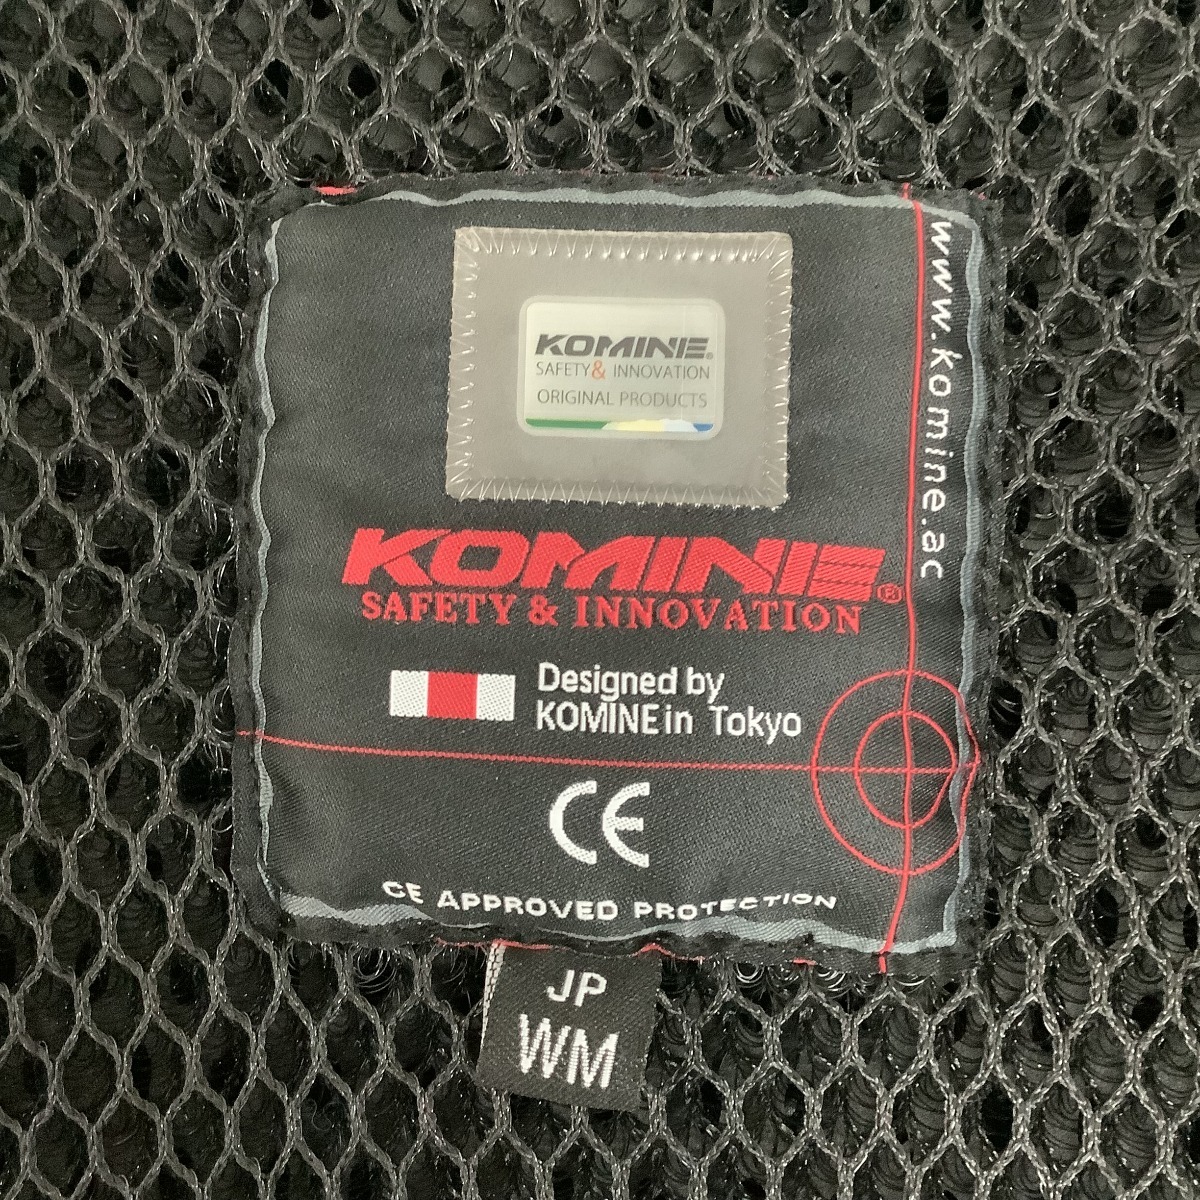 KOMINE®
SAFETY & INNOVATION
ORIGINAL PRODUCTS
www.komine.ac
KOMINE®
SAFETY & INNOVATION
Designed by
KOMINE in Tokyo
CE
CE APPROVED PROTECTION
JP
WM